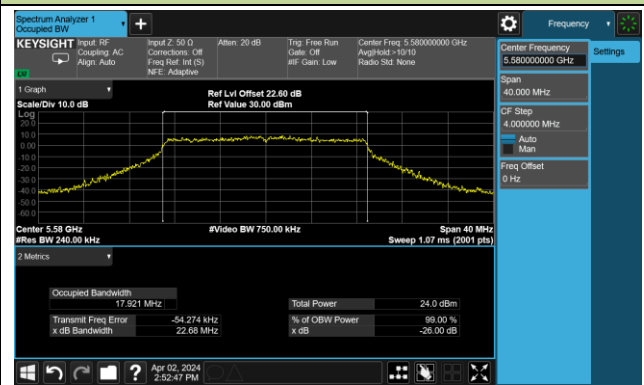 Spectrum Analyzer 1
Occupied BW
Frequency
KEYSIGHT
Input: RF
Coupling: AC
Align: Auto
Input Z: 50 Ω
Corrections: Off
Freq Ref: Int (S)
NFE: Adaptive
Atten: 20 dB
Trig: Free Run
Gate: Off
#IF Gain: Low
Center Freq: 5.580000000 GHz
Avg|Hold:>10/10
Radio Std: None
Center Frequency
5.580000000 GHz
Settings
Span
40.000 MHz
CF Step
4.000000 MHz
Auto
Man
Freq Offset
0 Hz
1 Graph
Scale/Div 10.0 dB
Ref Lvl Offset 22.60 dB
Ref Value 30.00 dBm
Log
20.0
10.0
0.00
-10.0
-20.0
-30.0
-40.0
-50.0
-60.0
Center 5.58 GHz
#Res BW 240.00 kHz
#Video BW 750.00 kHz
Span 40 MHz
Sweep 1.07 ms (2001 pts)
2 Metrics
Occupied Bandwidth
17.921 MHz
Total Power 24.0 dBm
Transmit Freq Error -54.274 kHz
% of OBW Power 99.00 %
x dB Bandwidth 22.68 MHz
x dB -26.00 dB
Apr 02, 2024
2:52:47 PM